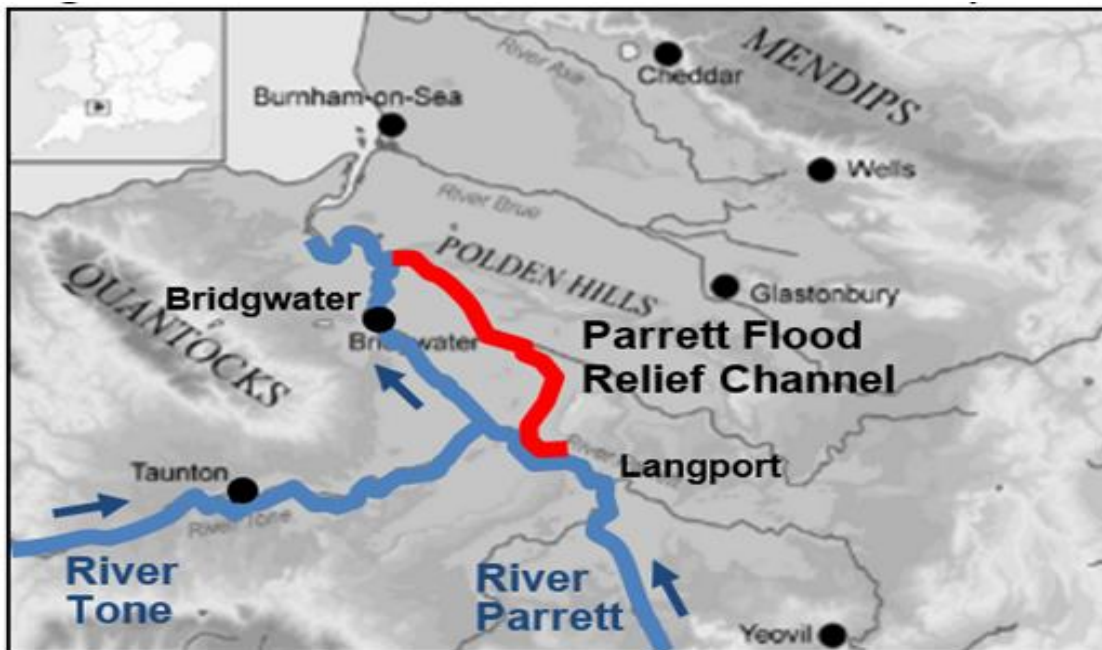 River Axe
Cheddar
MENDIPS
Burnham-on-Sea
Wells
River Brue
POLDEN HILLS
QUANTOCKS
Bridgwater
Glastonbury
Parrett Flood
Relief Channel
Langport
Taunton
River Tone
River
Tone
River
Parrett
Yeovil